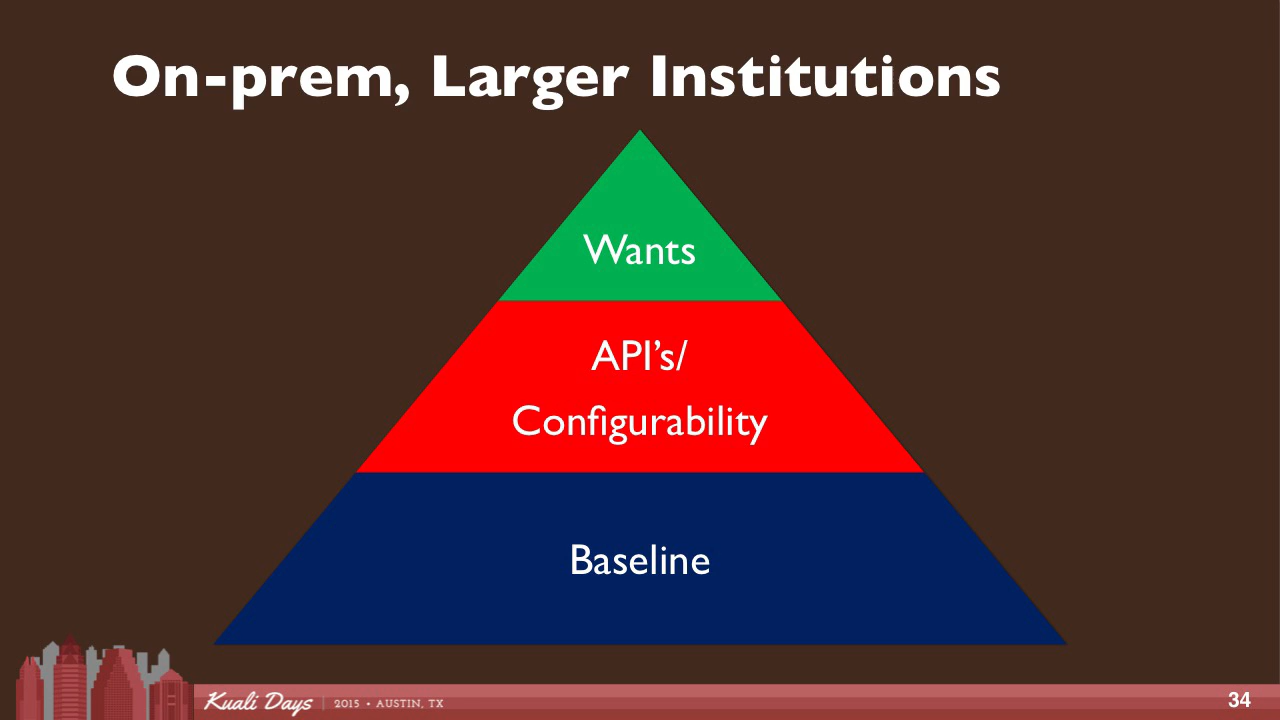 On-prem, Larger Institutions
Wants
API’s/
Configurability
Baseline
Kuali Days | 2015 • AUSTIN, TX
34